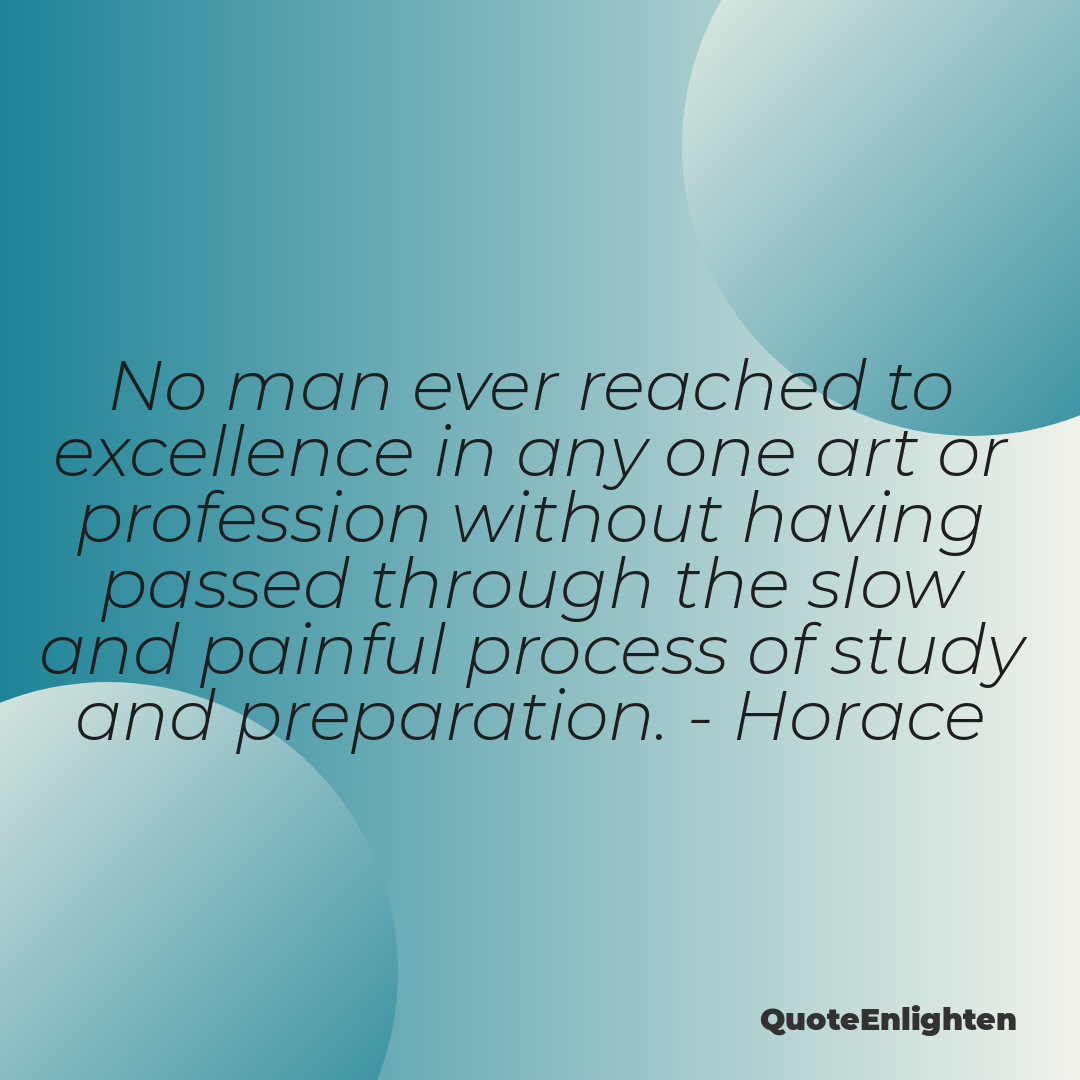 No man ever reached to
excellence in any one art or
profession without having
passed through the slow
and painful process of study
and preparation. - Horace
QuoteEnlighten